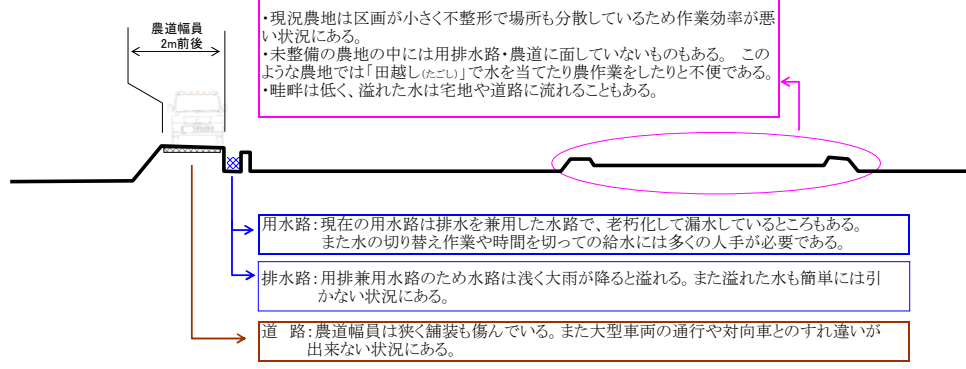 農道幅員
2m前後
・現況農地は区画が小さく不整形で場所も分散しているため作業効率が悪
い状況にある。
・未整備の農地の中には用排水路・農道に面していないものもある。 この
ような農地では「田越し(たごし)」で水を当てたり農作業をしたりと不便である。
・畦畔は低く、溢れた水は宅地や道路に流れることもある。
用水路：現在の用水路は排水を兼用した水路で、老朽化して漏水しているところもある。
また水の切り替え作業や時間を切っての給水には多くの人手が必要である。
排水路：用排兼用水路のため水路は浅く大雨が降ると溢れる。また溢れた水も簡単には引
かない状況にある。
道　路：農道幅員は狭く舗装も傷んでいる。また大型車両の通行や対向車とのすれ違いが
出来ない状況にある。